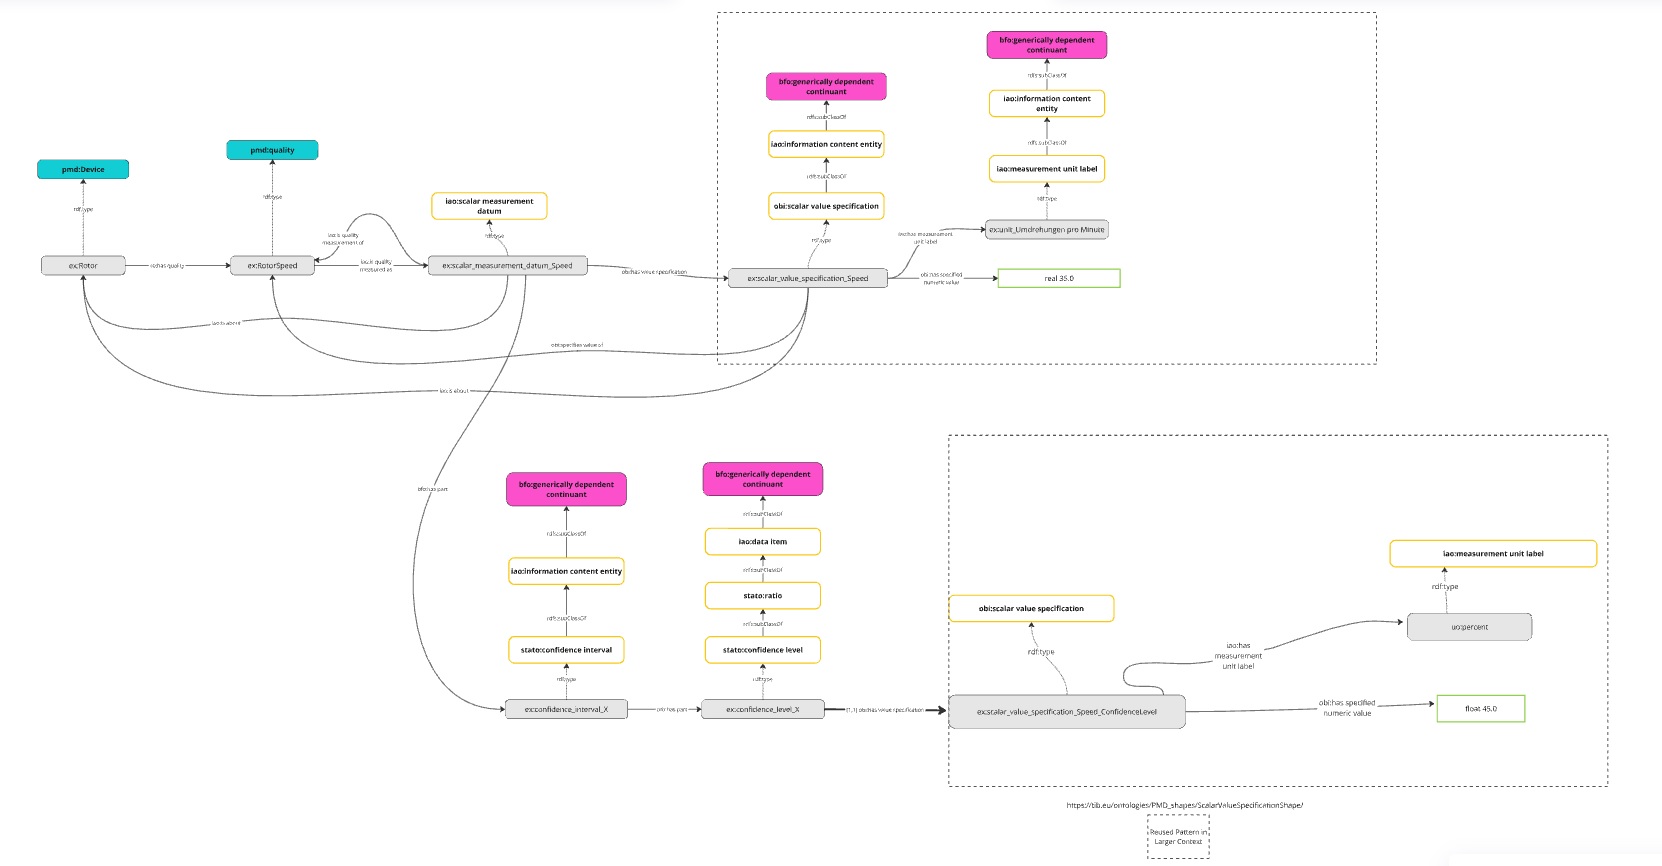 bfo:generically dependent
continuant
rdfs:subClassOf
bfo:generically dependent
continuant
iao:information content
entity
rdfs:subClassOf
iao:information content entity
rdfs:subClassOf
pmd:quality
pmd:Device
iao:measurement unit label
rdfs:subClassOf
rdf:type
rdf:type
iao:scalar measurement
datum
obi:scalar value specification
rdf:type
rdf:type
ex:unit_Umdrehungen pro Minute
iao:is quality
measurement of
rdf:type
rdf:type
iao:has measurement
unit label
ex:Rotor
ro:has quality
ex:RotorSpeed
iao:is quality
measured as
ex:scalar_measurement_datum_Speed
obi:has value specification
ex:scalar_value_specification_Speed
obi:has specified
numeric value
real 35.0
iao:is about
obi:specifies value of
iao:is about
bfo:has part
bfo:generically dependent
continuant
bfo:generically dependent
continuant
rdfs:subClassOf
rdfs:subClassOf
iao:data item
iao:measurement unit label
iao:information content entity
rdfs:subClassOf
rdf:type
stato:ratio
obi:scalar value specification
rdfs:subClassOf
rdfs:subClassOf
uo:percent
stato:confidence interval
stato:confidence level
rdf:type
iao:has
measurement
unit label
rdf:type
rdf:type
ex:confidence_interval_X
ex:confidence_level_X
[1,1] obi:has value specification
ex:scalar_value_specification_Speed_ConfidenceLevel
obi:has specified
numeric value
float 45.0
https://tib.eu/ontologies/PMD_shapes/ScalarValueSpecificationShape/
Reused Pattern in
Larger Context